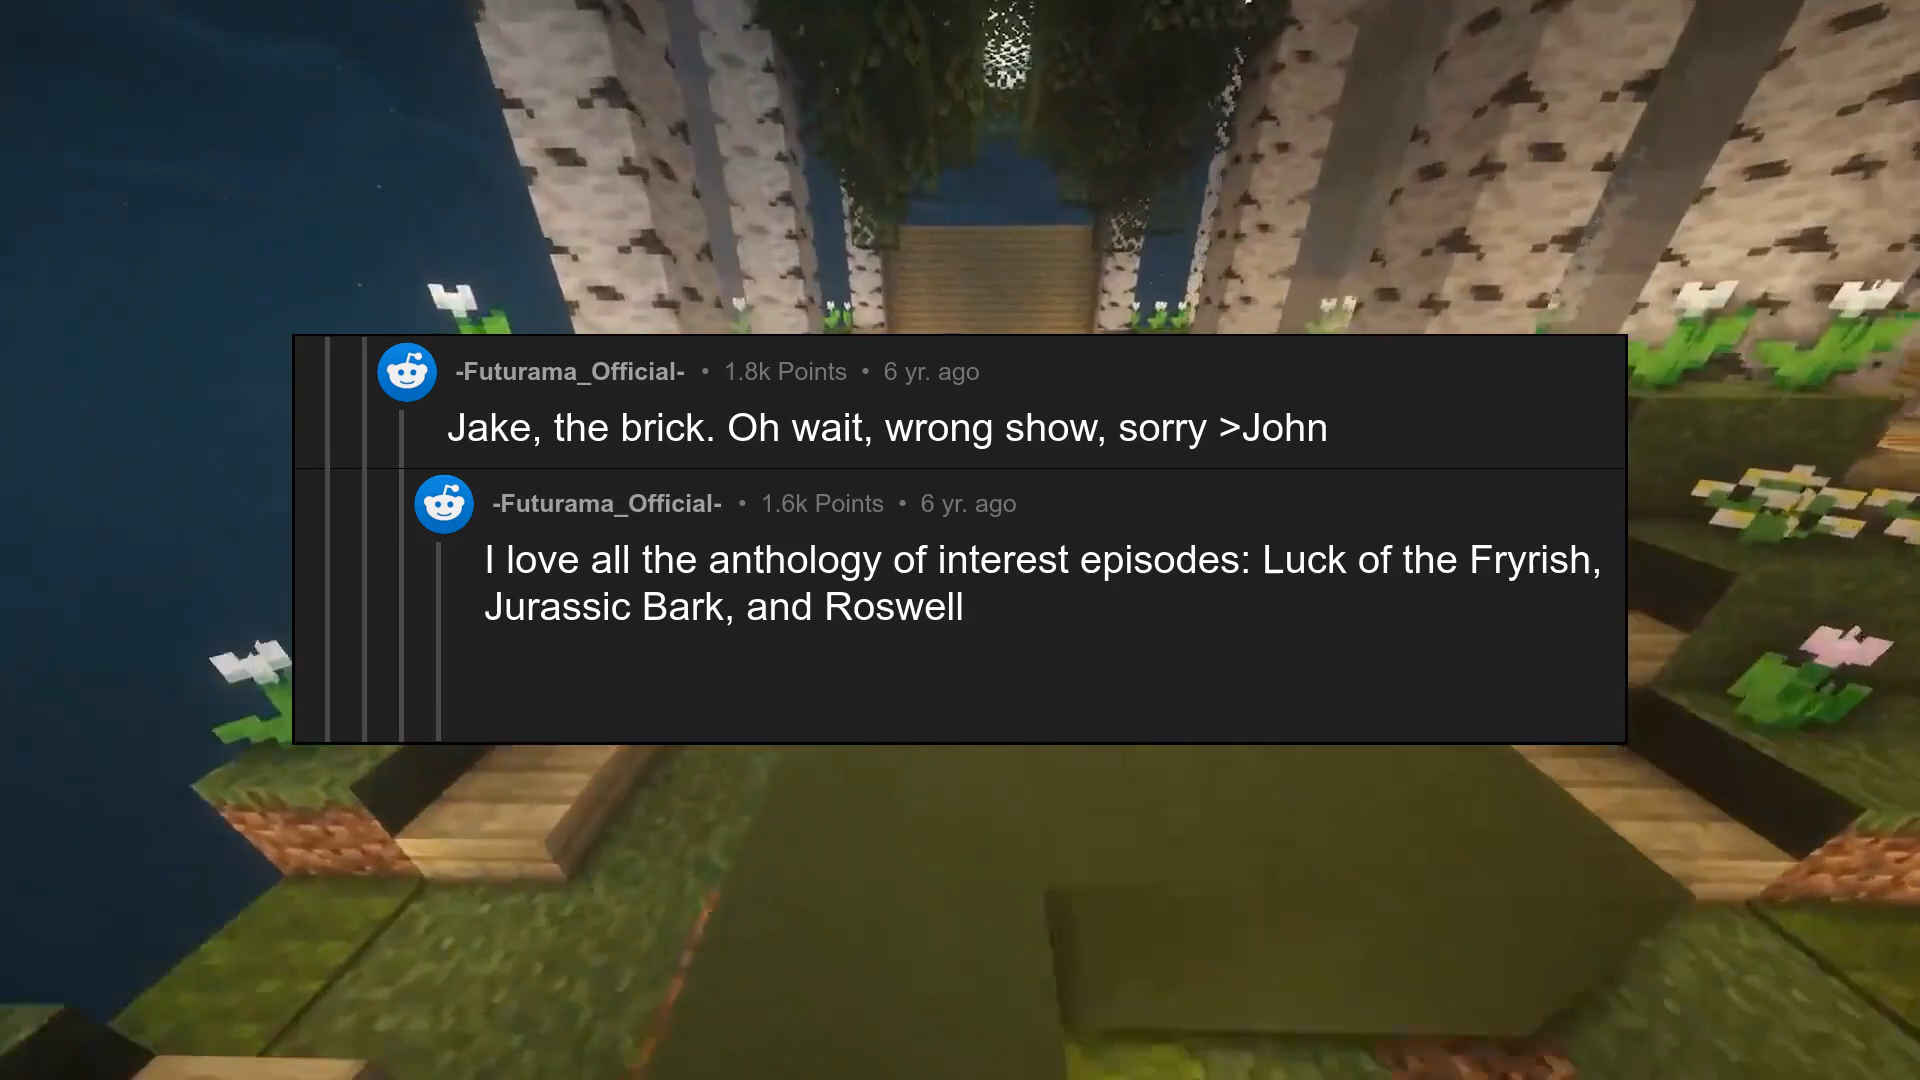 -Futurama_Official- • 1.8k Points • 6 yr. ago
Jake, the brick. Oh wait, wrong show, sorry >John
-Futurama_Official- • 1.6k Points • 6 yr. ago
I love all the anthology of interest episodes: Luck of the Fryrish,
Jurassic Bark, and Roswell